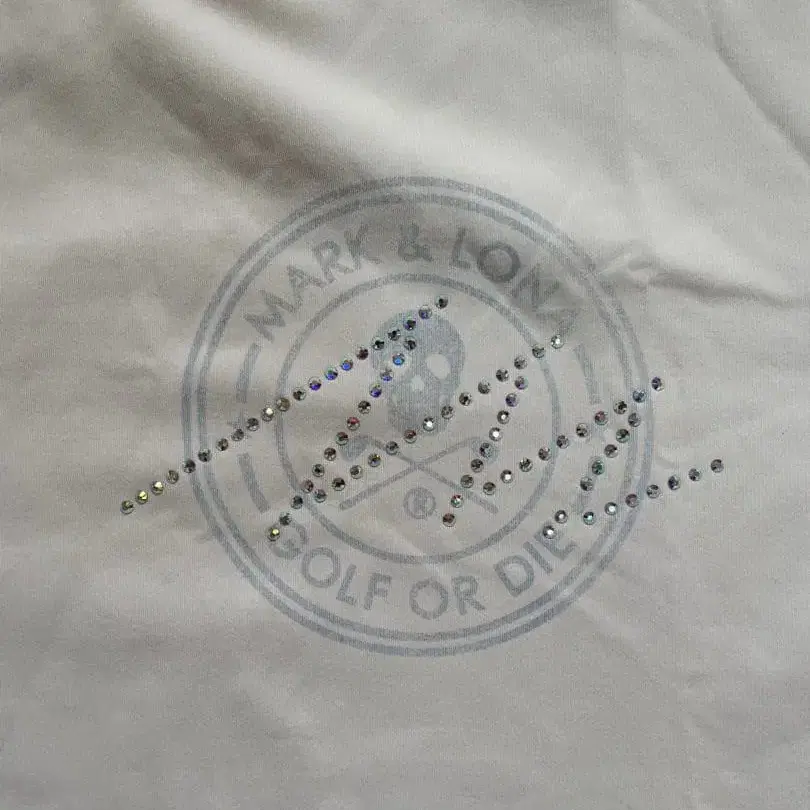 MARK & LONA
®
GOLF OR DIE